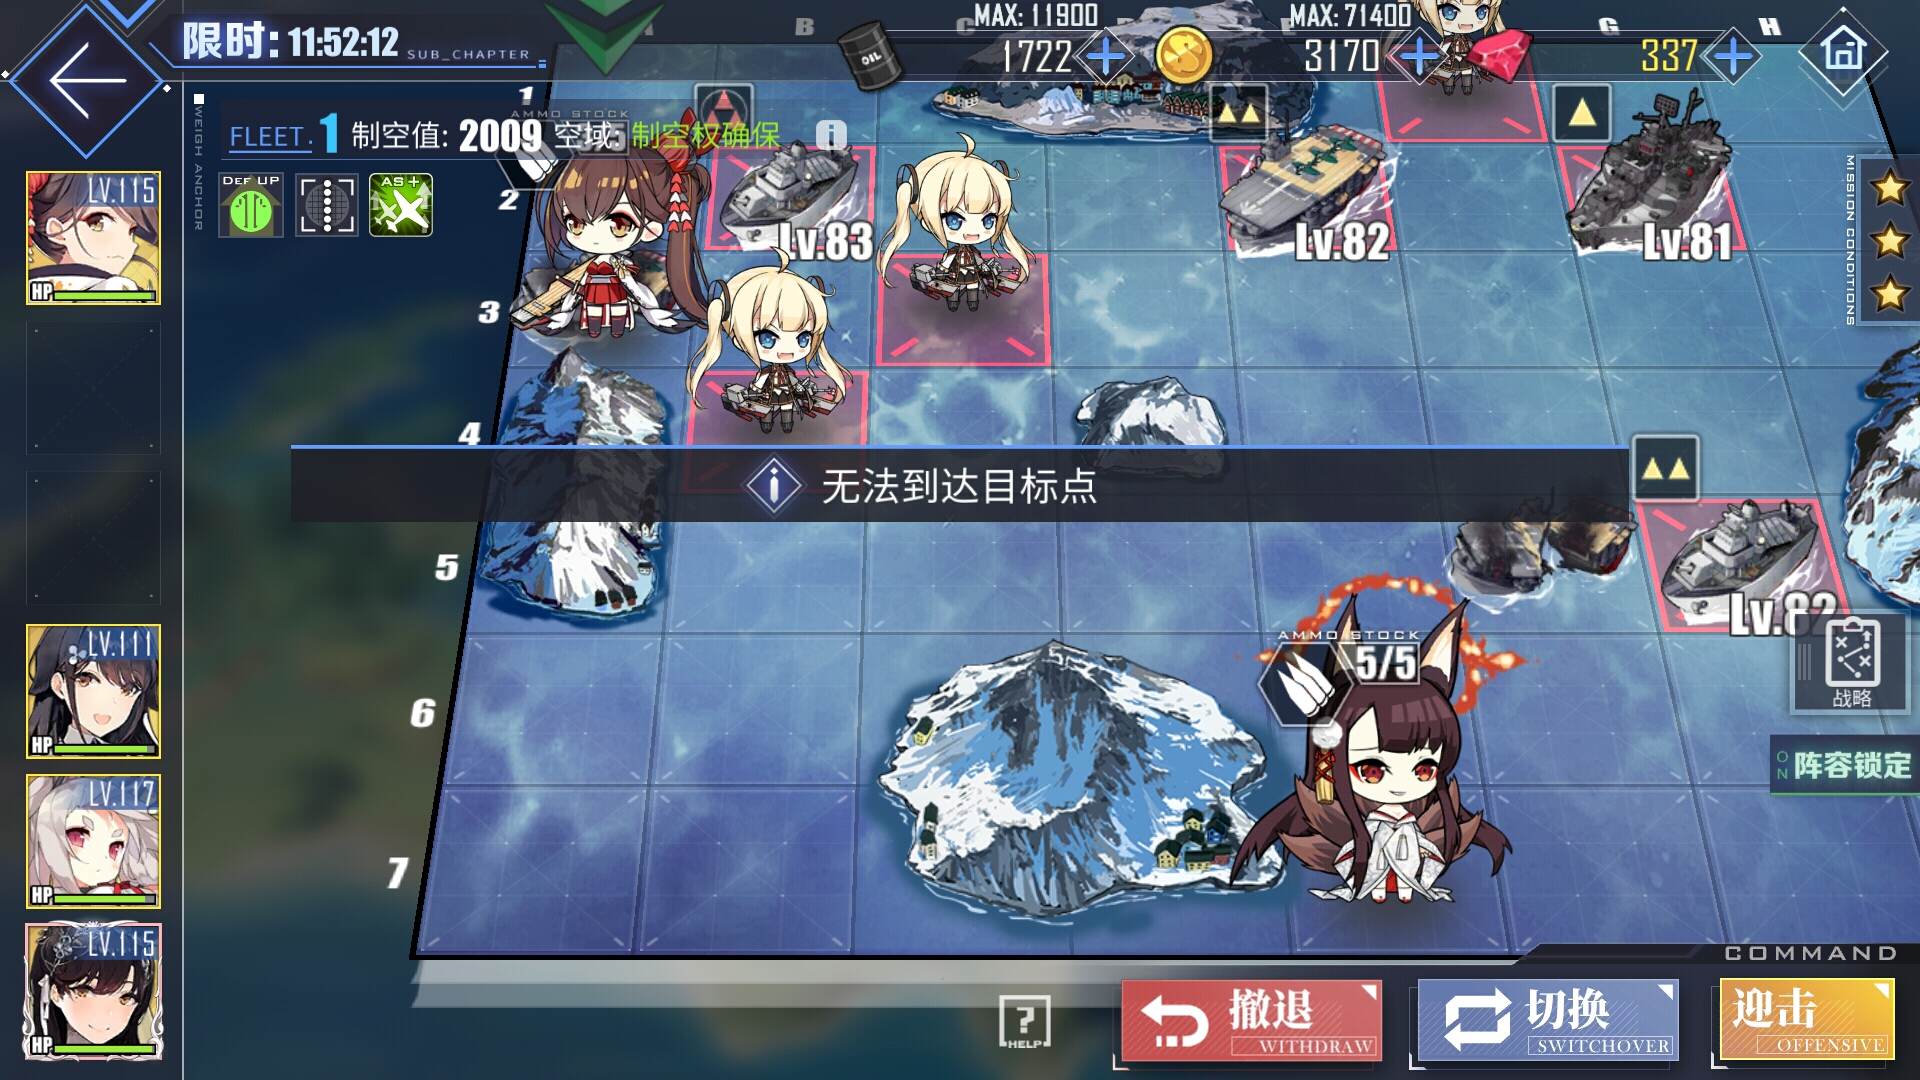 限时: 11:52:12 SUB_CHAPTER
MAX: 11900
1722
MAX: 71400
3170
337
OIL
B
C
G
H
WEIGH ANCHOR
FLEET. 1 制空值: 2009 空域: 制空权确保
AMMO STOCK
DEF UP
AS+
MISSION CONDITIONS
1
2
3
4
5
6
7
LV.115
HP
LV.111
HP
LV.117
HP
LV.115
HP
Lv.83
Lv.82
Lv.81
Lv.82
无法到达目标点
AMMO STOCK
5/5
战略
ON 阵容锁定
COMMAND
? HELP
撤退
WITHDRAW
切换
SWITCHOVER
迎击
OFFENSIVE